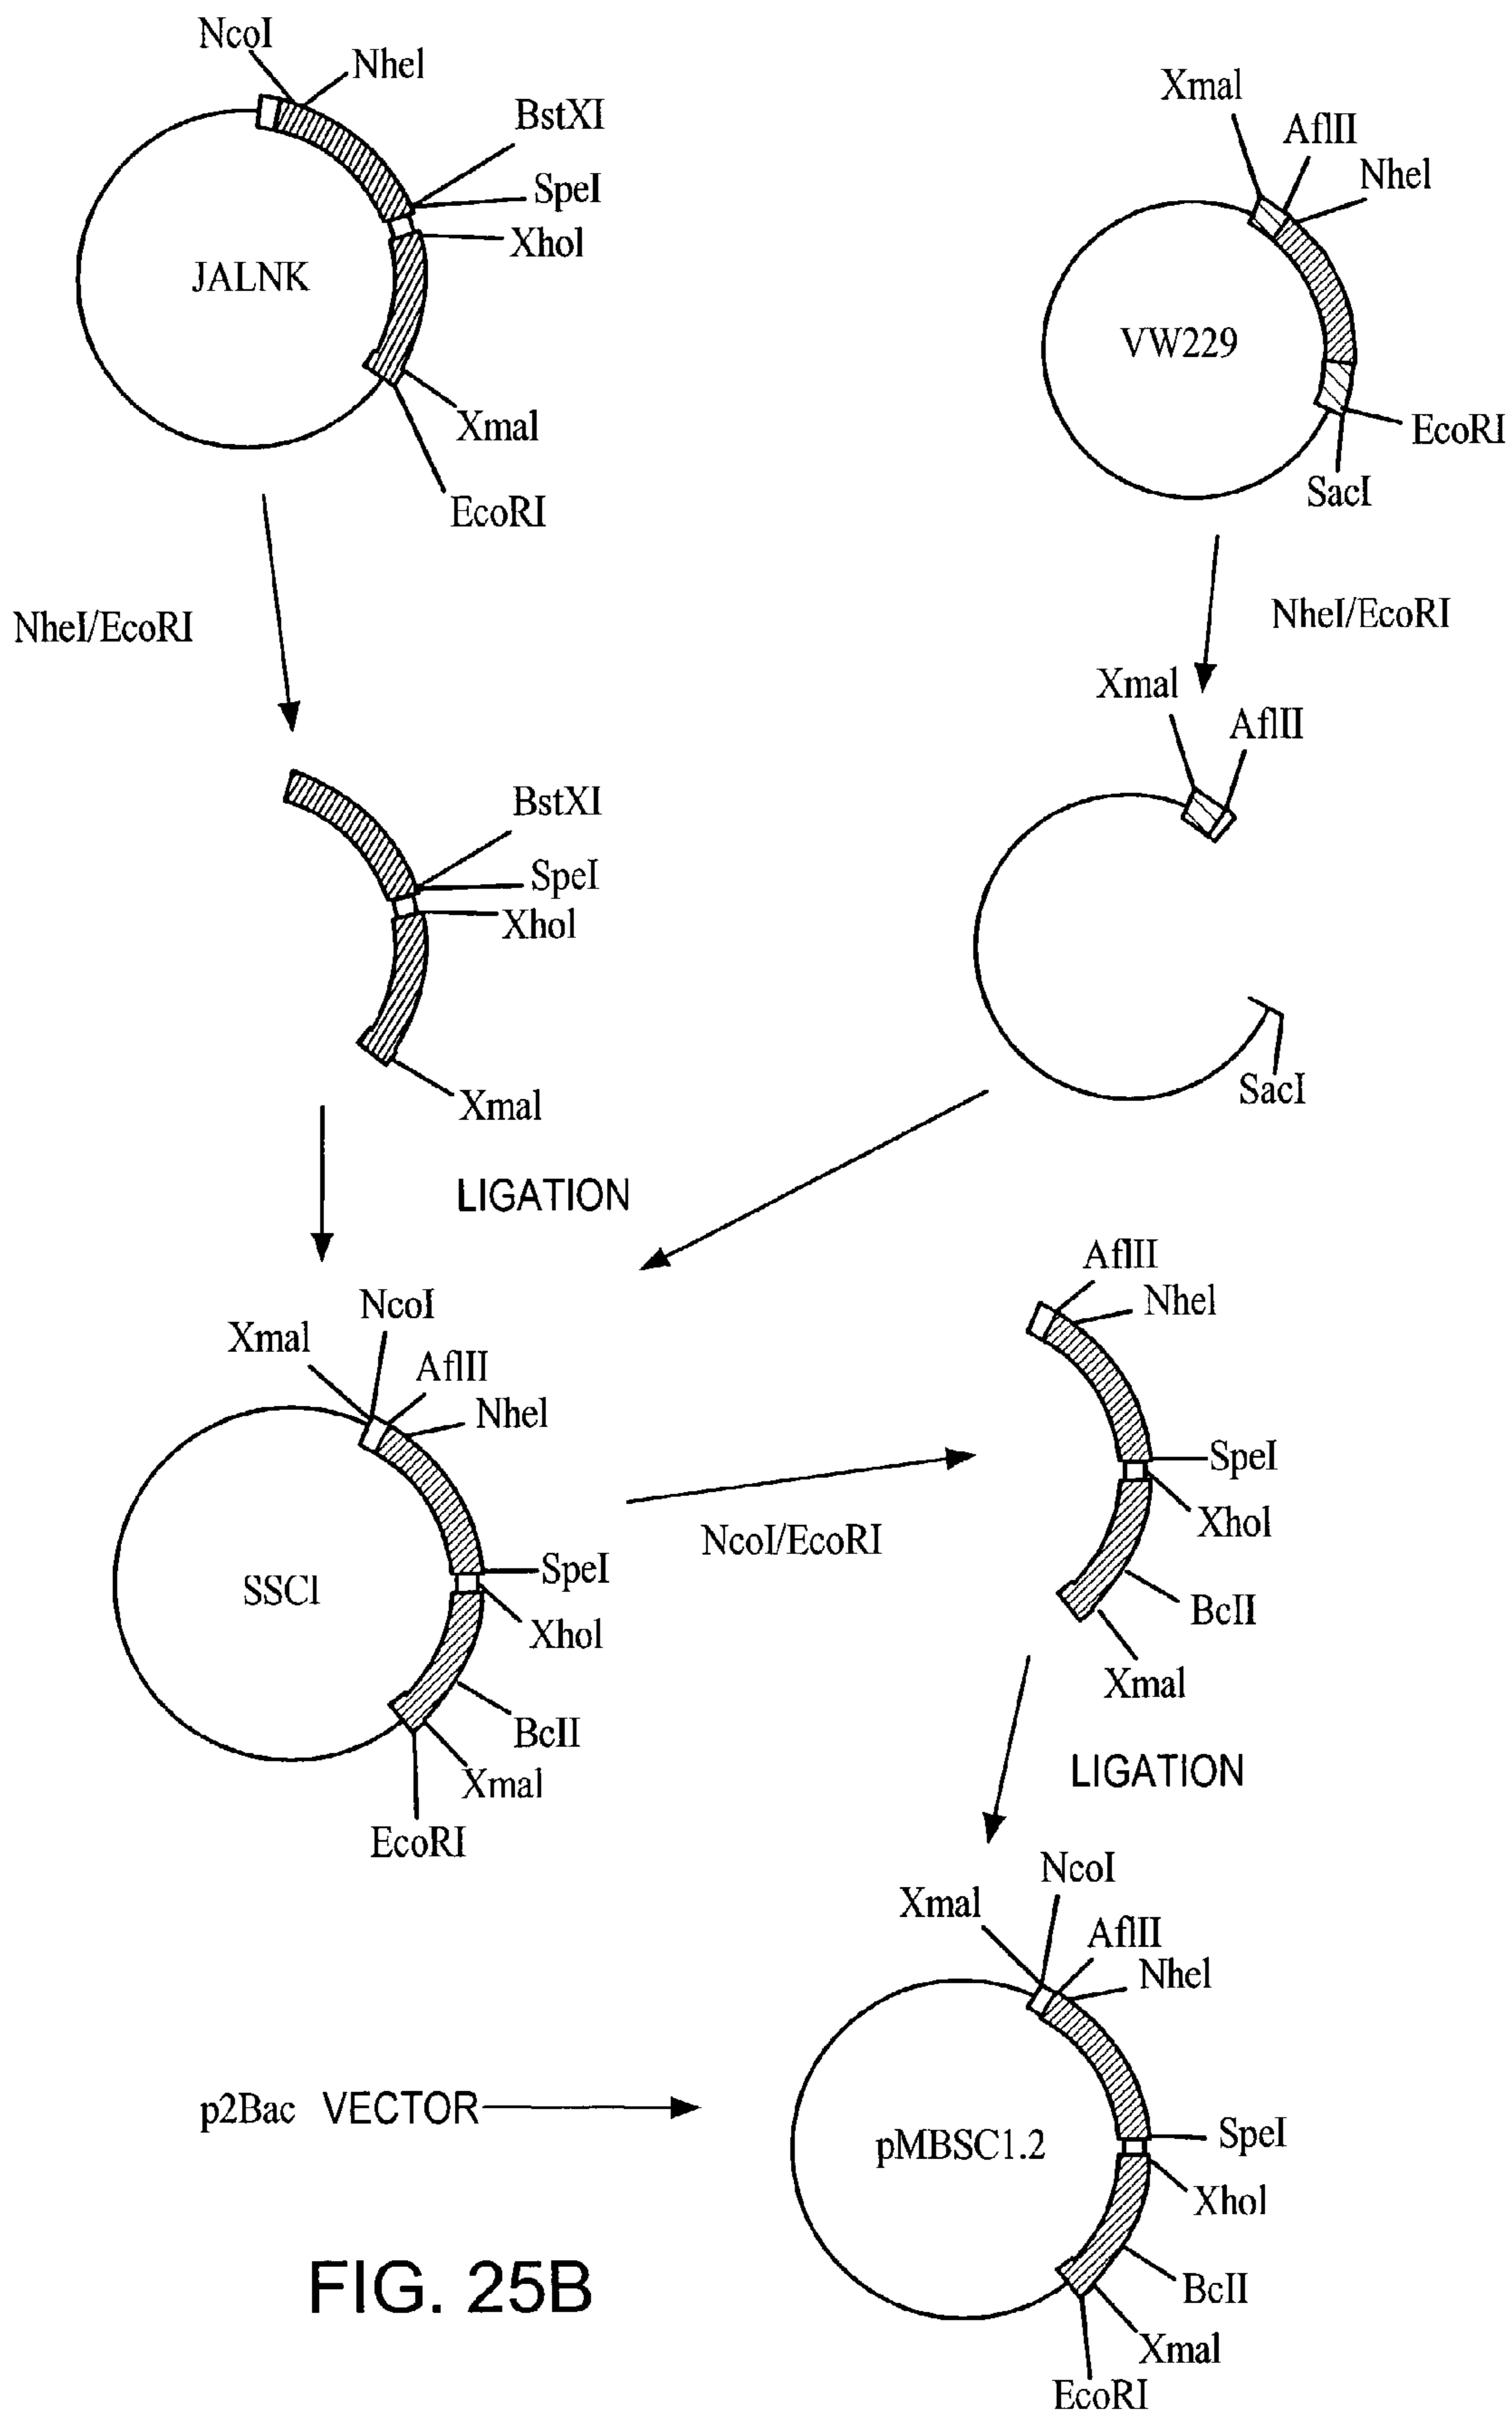 NcoI
NheI
BstXI
SpeI
XhoI
JALNK
XmaI
EcoRI
XmaI
AflII
NheI
VW229
EcoRI
SacI
NheI/EcoRI
NheI/EcoRI
BstXI
SpeI
XhoI
XmaI
XmaI
AflII
SacI
LIGATION
NcoI
XmaI
AflII
NheI
SSC1
SpeI
XhoI
BclI
XmaI
EcoRI
NcoI/EcoRI
AflII
NheI
SpeI
XhoI
BclI
XmaI
LIGATION
NcoI
XmaI
AflII
NheI
p2Bac VECTOR
pMBSC1.2
SpeI
XhoI
BclI
XmaI
EcoRI
FIG. 25B